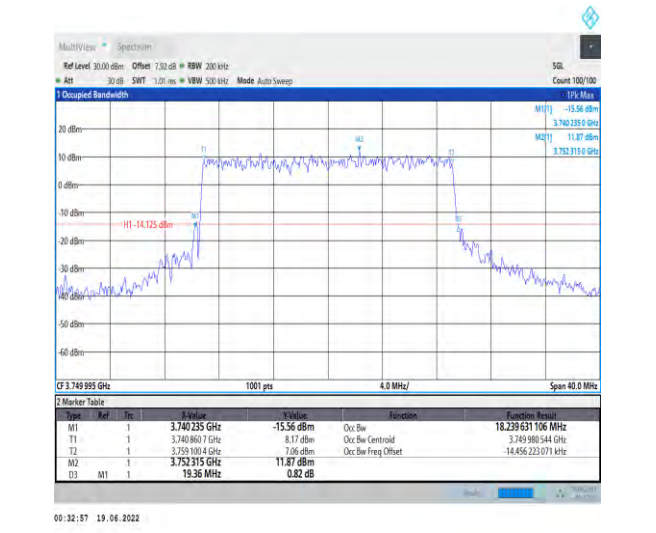 MultiView Spectrum
Ref Level 30.00 dBm Offset 7.92 dB RBW 200 kHz SGL
Att 30 dB SWT 1.01 ms VBW 500 kHz Mode Auto Sweep Count 100/100
1 Occupied Bandwidth 1Pk Max
M1[1] -15.56 dBm
3.740 235 0 GHz
20 dBm M2[1] 11.87 dBm
3.752 315 0 GHz
M2
T1 T2
10 dBm
0 dBm
-10 dBm
M1 D3
H1 -14.125 dBm
-20 dBm
-30 dBm
-40 dBm
-50 dBm
-60 dBm
CF 3.749 995 GHz 1001 pts 4.0 MHz/ Span 40.0 MHz
2 Marker Table
Type Ref Trc X-Value Y-Value Function Function Result
M1 1 3.740 235 GHz -15.56 dBm Occ Bw 18.239 631 106 MHz
T1 1 3.740 860 7 GHz 8.17 dBm Occ Bw Centroid 3.749 980 544 GHz
T2 1 3.759 100 4 GHz 7.06 dBm Occ Bw Freq Offset -14.456 223 071 kHz
M2 1 3.752 315 GHz 11.87 dBm
D3 M1 1 19.36 MHz 0.82 dB
00:32:57 19.06.2022